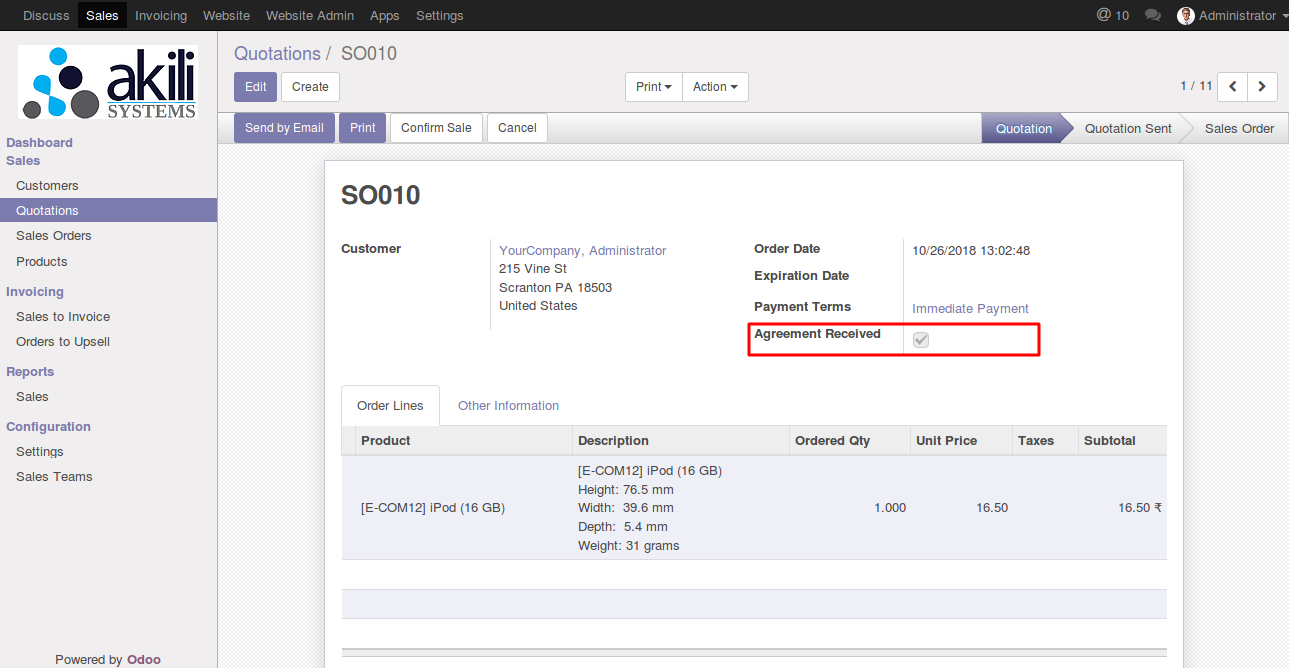 Discuss Sales Invoicing Website Website Admin Apps Settings @ 10 Administrator
akili
SYSTEMS
Dashboard
Sales
Customers
Quotations
Sales Orders
Products
Invoicing
Sales to Invoice
Orders to Upsell
Reports
Sales
Configuration
Settings
Sales Teams
Powered by Odoo
Quotations / SO010
Edit Create Print Action 1 / 11
Send by Email Print Confirm Sale Cancel Quotation Quotation Sent Sales Order
SO010
Customer
YourCompany, Administrator
215 Vine St
Scranton PA 18503
United States
Order Date 10/26/2018 13:02:48
Expiration Date
Payment Terms Immediate Payment
Agreement Received
Order Lines Other Information
Product Description Ordered Qty Unit Price Taxes Subtotal
[E-COM12] iPod (16 GB)
[E-COM12] iPod (16 GB)
Height: 76.5 mm
Width: 39.6 mm
Depth: 5.4 mm
Weight: 31 grams
1.000 16.50 16.50 ₹